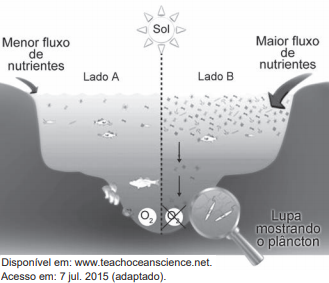 Sol
Menor fluxo
de
nutrientes
Maior fluxo
de
nutrientes
Lado A
Lado B
O₂
O₂
Lupa
mostrando
o plâncton
Disponível em: www.teachoceanscience.net.
Acesso em: 7 jul. 2015 (adaptado).